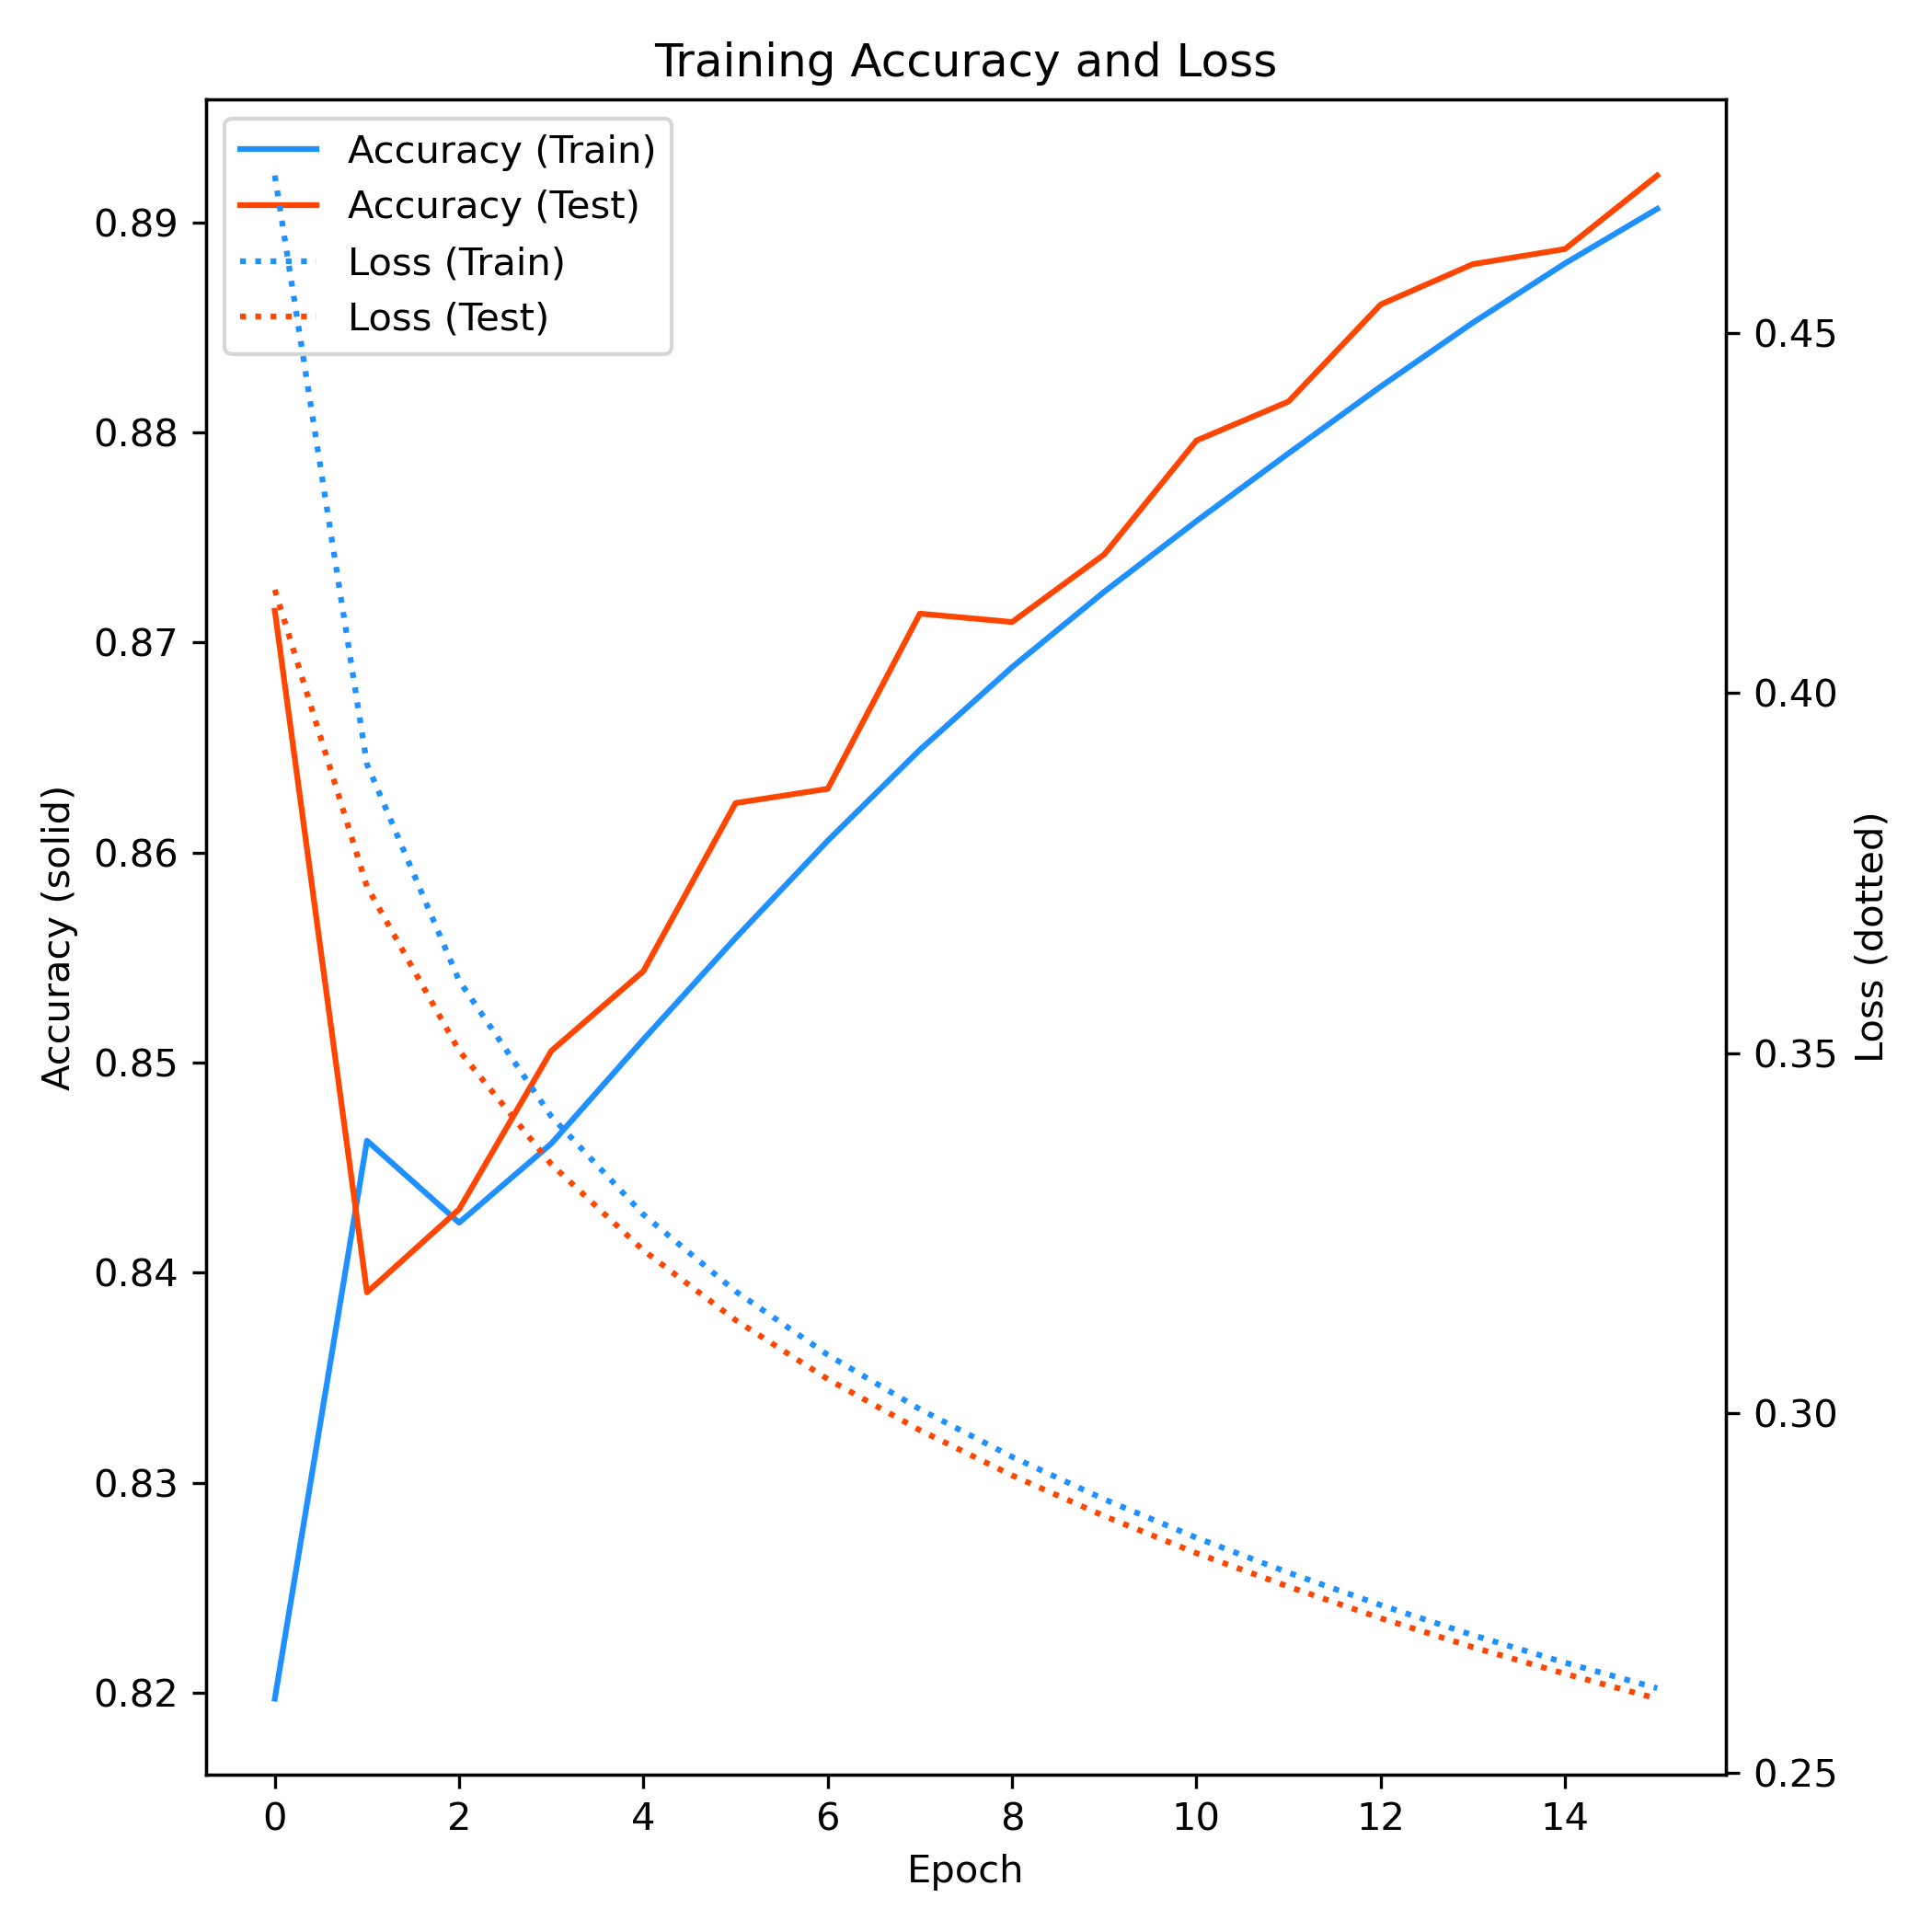 Training Accuracy and Loss
Accuracy (Train)
Accuracy (Test)
Loss (Train)
Loss (Test)
Accuracy (solid)
0.89
0.88
0.87
0.86
0.85
0.84
0.83
0.82
0.45
0.40
0.35
0.30
0.25
Loss (dotted)
0 2 4 6 8 10 12 14
Epoch